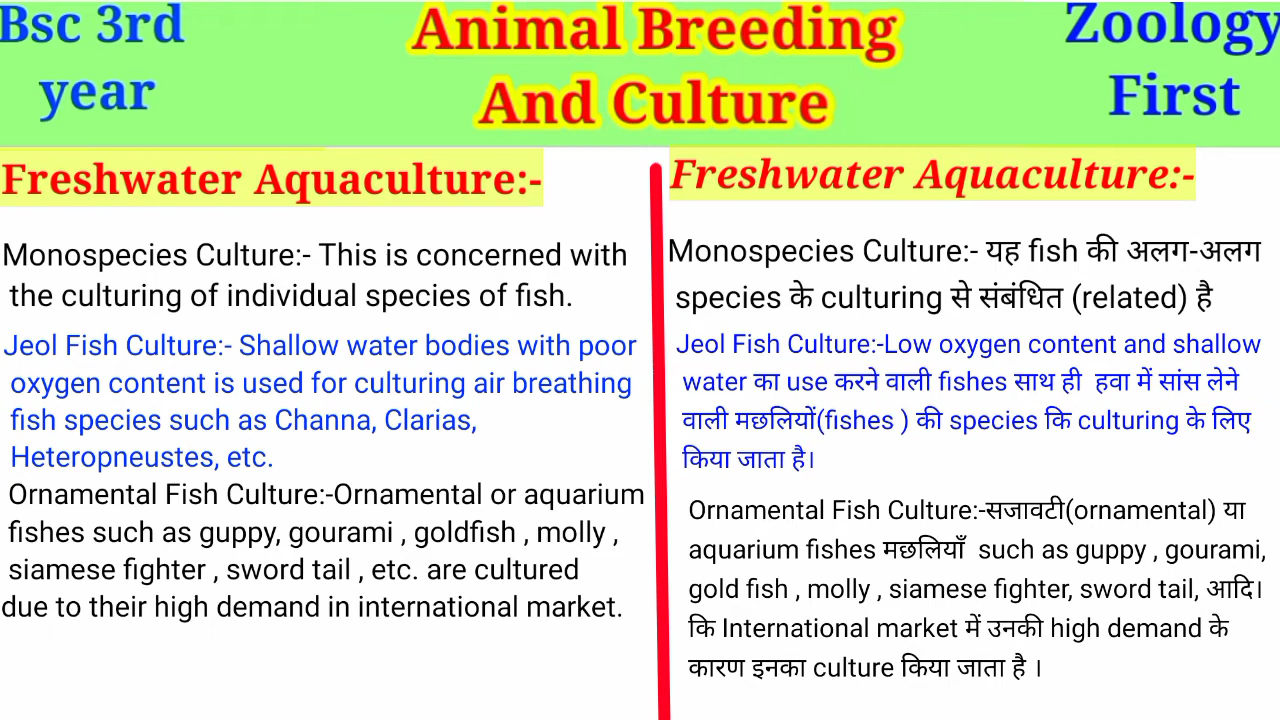 Bsc 3rd
year
Animal Breeding
And Culture
Zoology
First
Freshwater Aquaculture:-
Monospecies Culture:- This is concerned with
the culturing of individual species of fish.
Jeol Fish Culture:- Shallow water bodies with poor
oxygen content is used for culturing air breathing
fish species such as Channa, Clarias,
Heteropneustes, etc.
Ornamental Fish Culture:-Ornamental or aquarium
fishes such as guppy, gourami , goldfish , molly ,
siamese fighter , sword tail , etc. are cultured
due to their high demand in international market.
Freshwater Aquaculture:-
Monospecies Culture:- यह fish की अलग-अलग
species के culturing से संबंधित (related) है
Jeol Fish Culture:-Low oxygen content and shallow
water का use करने वाली fishes साथ ही हवा में सांस लेने
वाली मछलियों(fishes ) की species कि culturing के लिए
किया जाता है।
Ornamental Fish Culture:-सजावटी(ornamental) या
aquarium fishes मछलियाँ such as guppy , gourami,
gold fish , molly , siamese fighter, sword tail, आदि।
कि International market में उनकी high demand के
कारण इनका culture किया जाता है ।